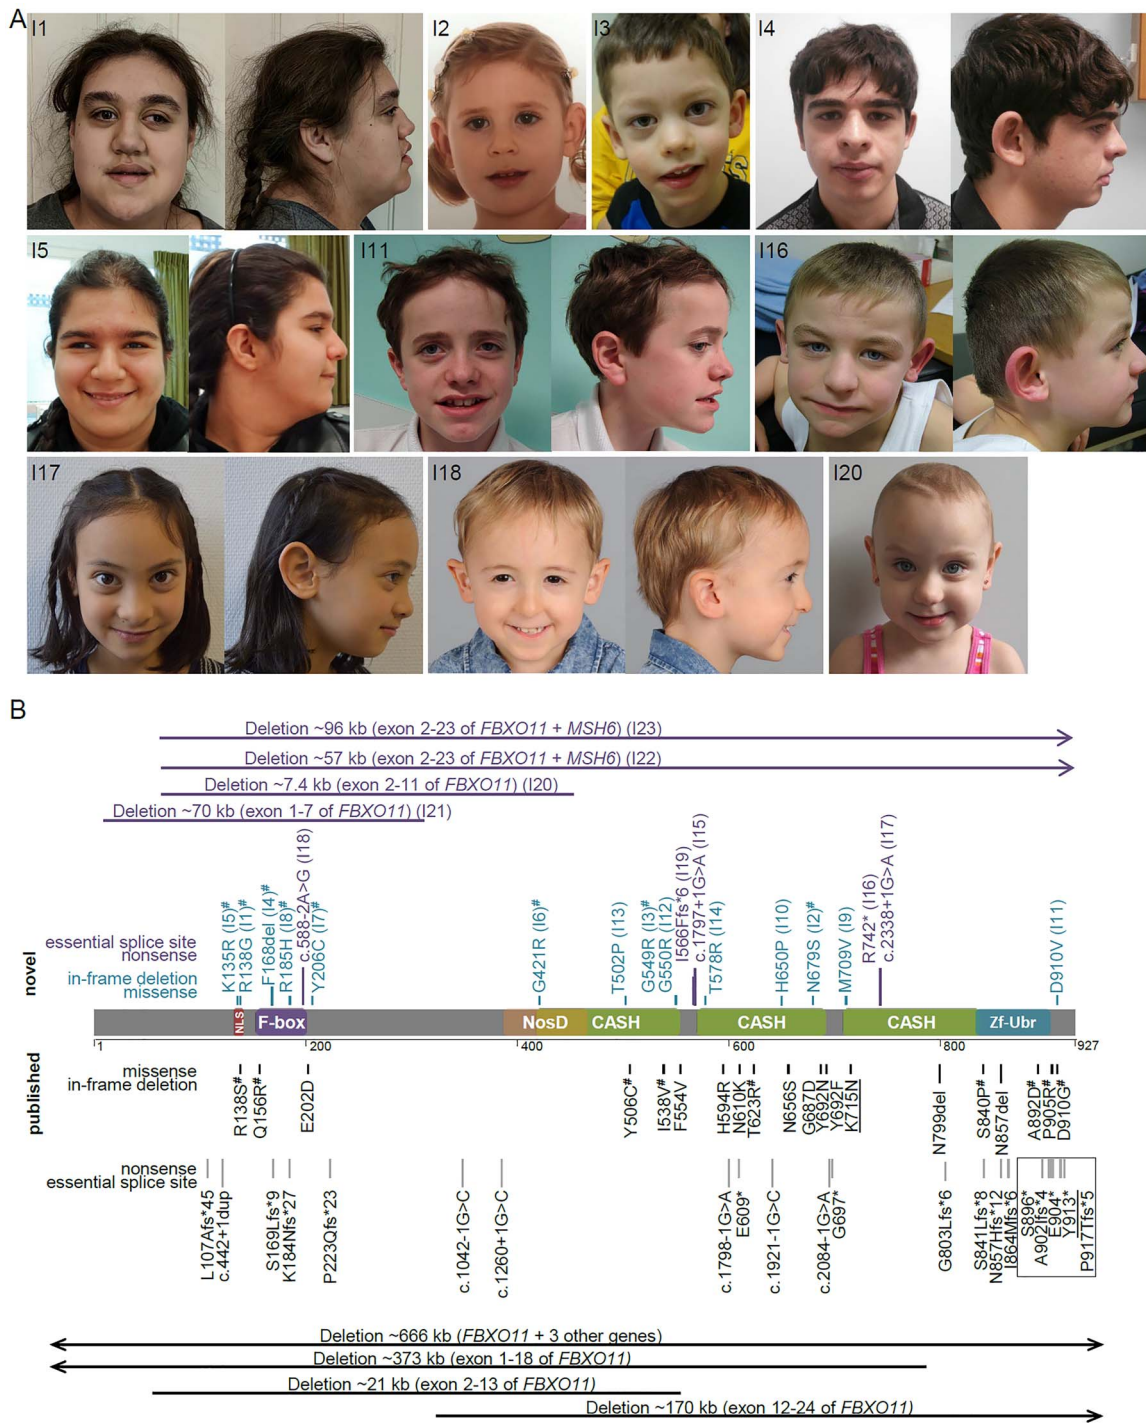 A
I1
I2
I3
I4
I5
I11
I16
I17
I18
I20
B
Deletion ~96 kb (exon 2-23 of FBXO11 + MSH6) (I23)
Deletion ~57 kb (exon 2-23 of FBXO11 + MSH6) (I22)
Deletion ~7.4 kb (exon 2-11 of FBXO11) (I20)
Deletion ~70 kb (exon 1-7 of FBXO11) (I21)
novel
essential splice site
nonsense
in-frame deletion
missense
K135R (I5)#
R138G (I1)#
F168del (I4)#
R185H (I8)#
c.588-2A>G (I18)
Y206C (I7)#
G421R (I6)#
T502P (I13)
G549R (I3)#
G550R (I12)
I566Ffs*6 (I19)
c.1797+1G>A (I15)
T578R (I14)
H650P (I10)
N679S (I2)#
M709V (I9)
R742* (I16)
c.2338+1G>A (I17)
D910V (I11)
NLS
F-box
NosD
CASH
CASH
CASH
Zf-Ubr
1
200
400
600
800
927
published
missense
in-frame deletion
R138S#
Q156R#
E202D
Y506C#
I538V#
F554V
H594R
N610K
T623R#
N656S
G687D
Y692N
Y692F
K715N
N799del
S840P#
N857del
A892D#
P905R#
D910G#
nonsense
essential splice site
L107Afs*45
c.442+1dup
S169Lfs*9
K184Nfs*27
P223Qfs*23
c.1042-1G>C
c.1260+1G>C
c.1798-1G>A
E609*
c.1921-1G>C
c.2084-1G>A
G697*
G803Lfs*6
S841Lfs*8
N857Hfs*12
I864Mfs*6
S896*
A902Ifs*4
E904*
Y913*
P917Tfs*5
Deletion ~666 kb (FBXO11 + 3 other genes)
Deletion ~373 kb (exon 1-18 of FBXO11)
Deletion ~21 kb (exon 2-13 of FBXO11)
Deletion ~170 kb (exon 12-24 of FBXO11)